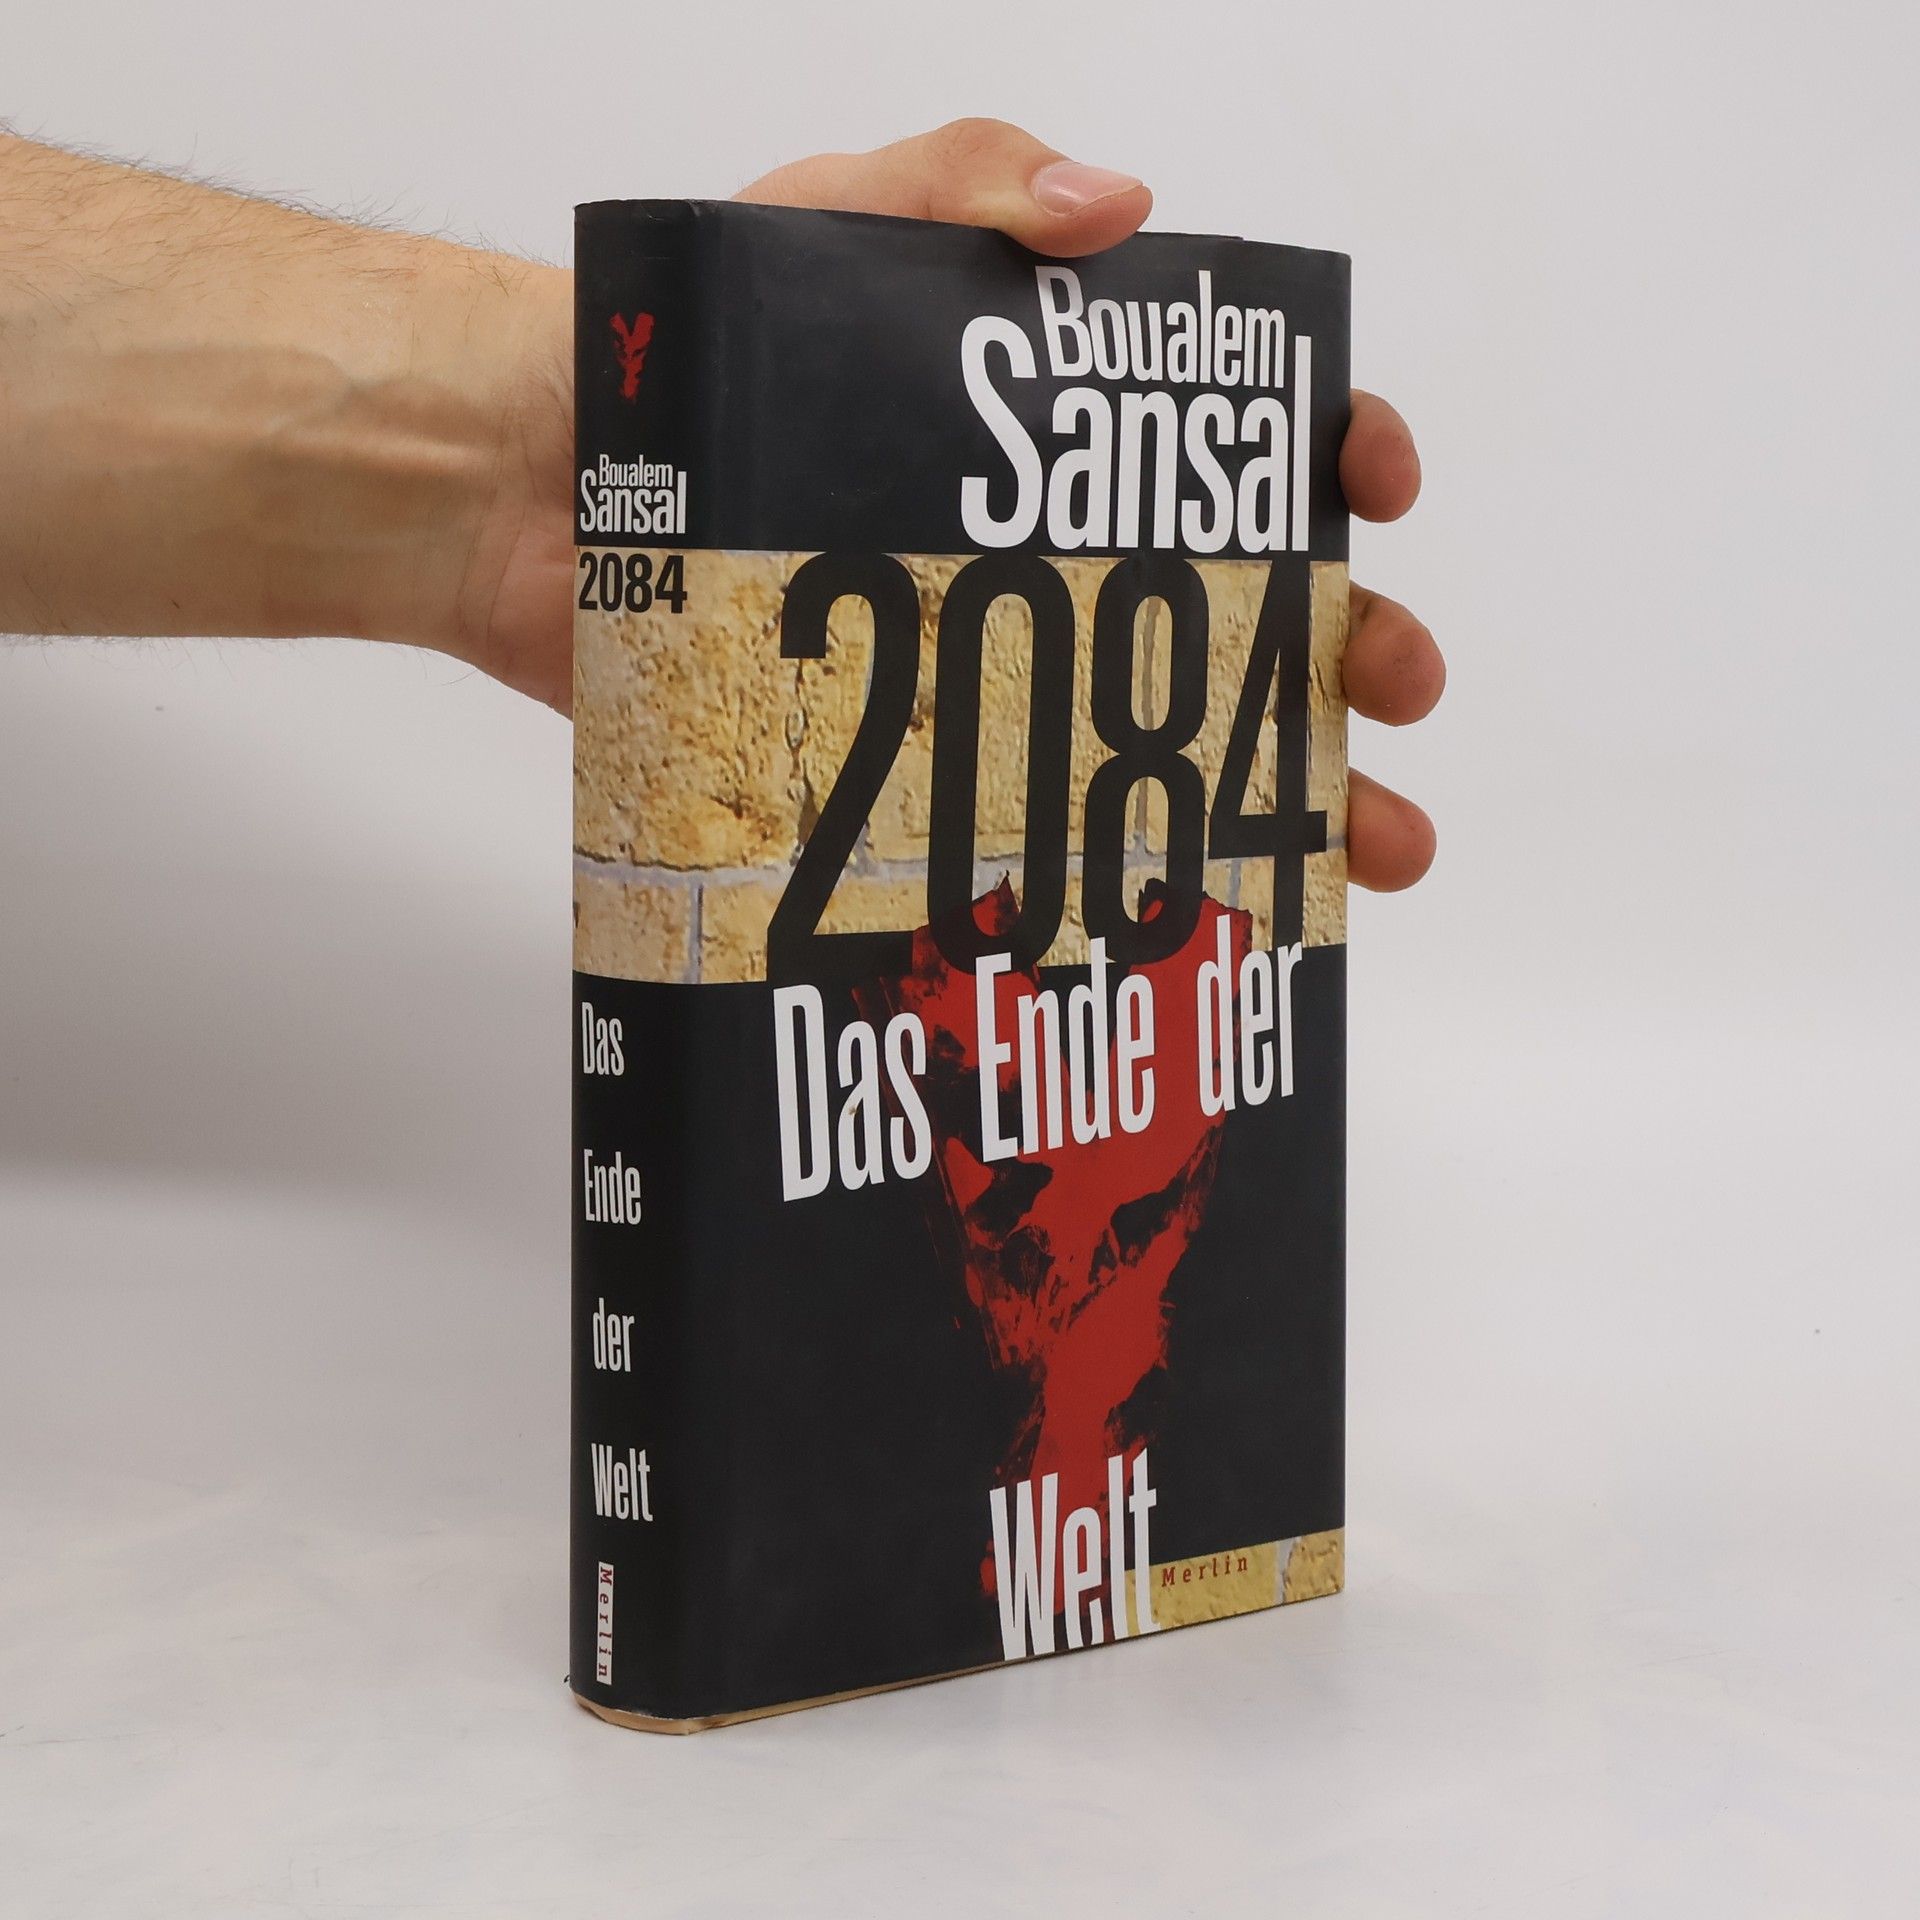 Boualem
Sansal
2084
Das
Ende
der
Welt
Merlin
Boualem
Sansal
2084
Das Ende der
Welt
Merlin